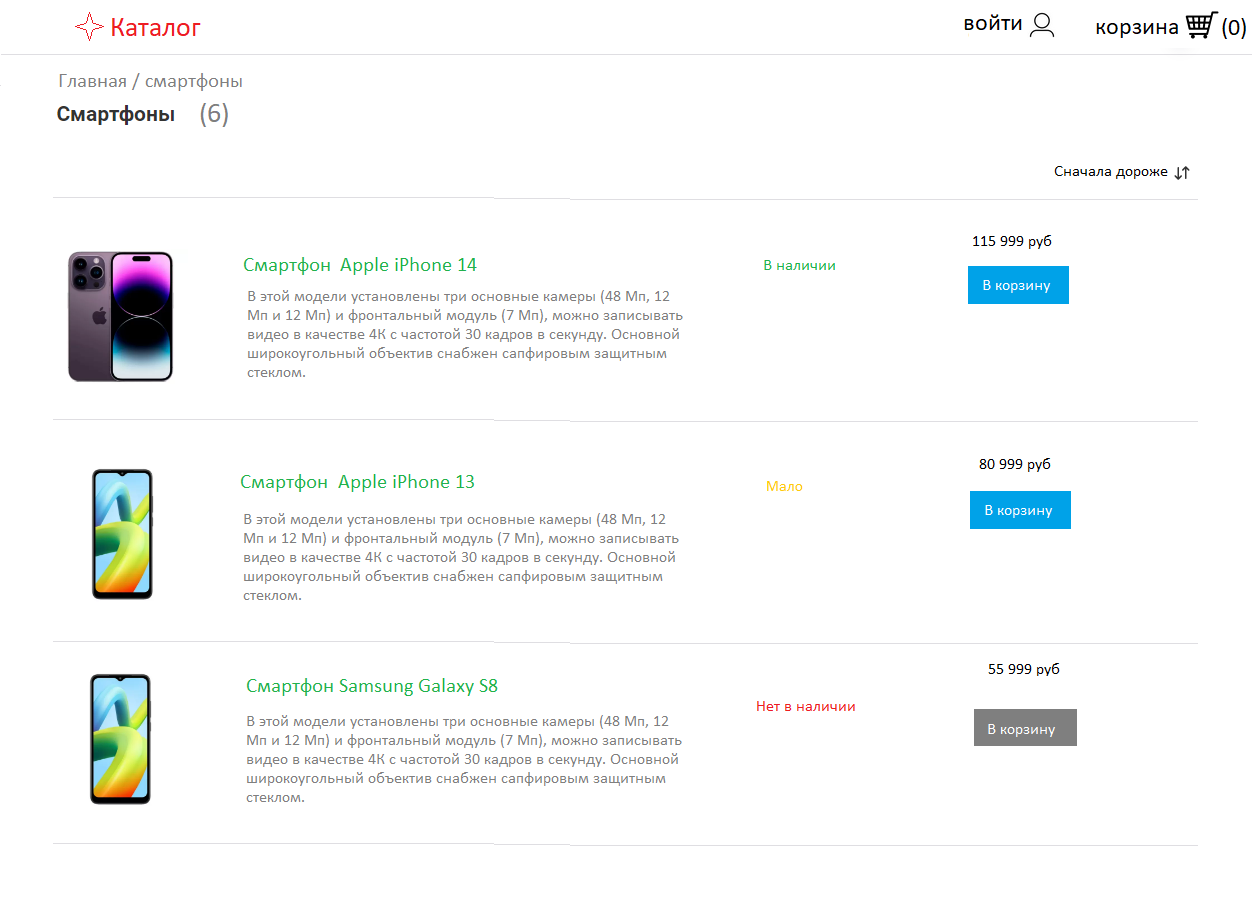 Каталог
войти
корзина (0)
Главная / смартфоны
Смартфоны (6)
Сначала дороже
115 999 руб
Смартфон Apple iPhone 14
В наличии
В корзину
В этой модели установлены три основные камеры (48 Мп, 12
Мп и 12 Мп) и фронтальный модуль (7 Мп), можно записывать
видео в качестве 4К с частотой 30 кадров в секунду. Основной
широкоугольный объектив снабжен сапфировым защитным
стеклом.
80 999 руб
Смартфон Apple iPhone 13
Мало
В корзину
В этой модели установлены три основные камеры (48 Мп, 12
Мп и 12 Мп) и фронтальный модуль (7 Мп), можно записывать
видео в качестве 4К с частотой 30 кадров в секунду. Основной
широкоугольный объектив снабжен сапфировым защитным
стеклом.
55 999 руб
Смартфон Samsung Galaxy S8
Нет в наличии
В корзину
В этой модели установлены три основные камеры (48 Мп, 12
Мп и 12 Мп) и фронтальный модуль (7 Мп), можно записывать
видео в качестве 4К с частотой 30 кадров в секунду. Основной
широкоугольный объектив снабжен сапфировым защитным
стеклом.